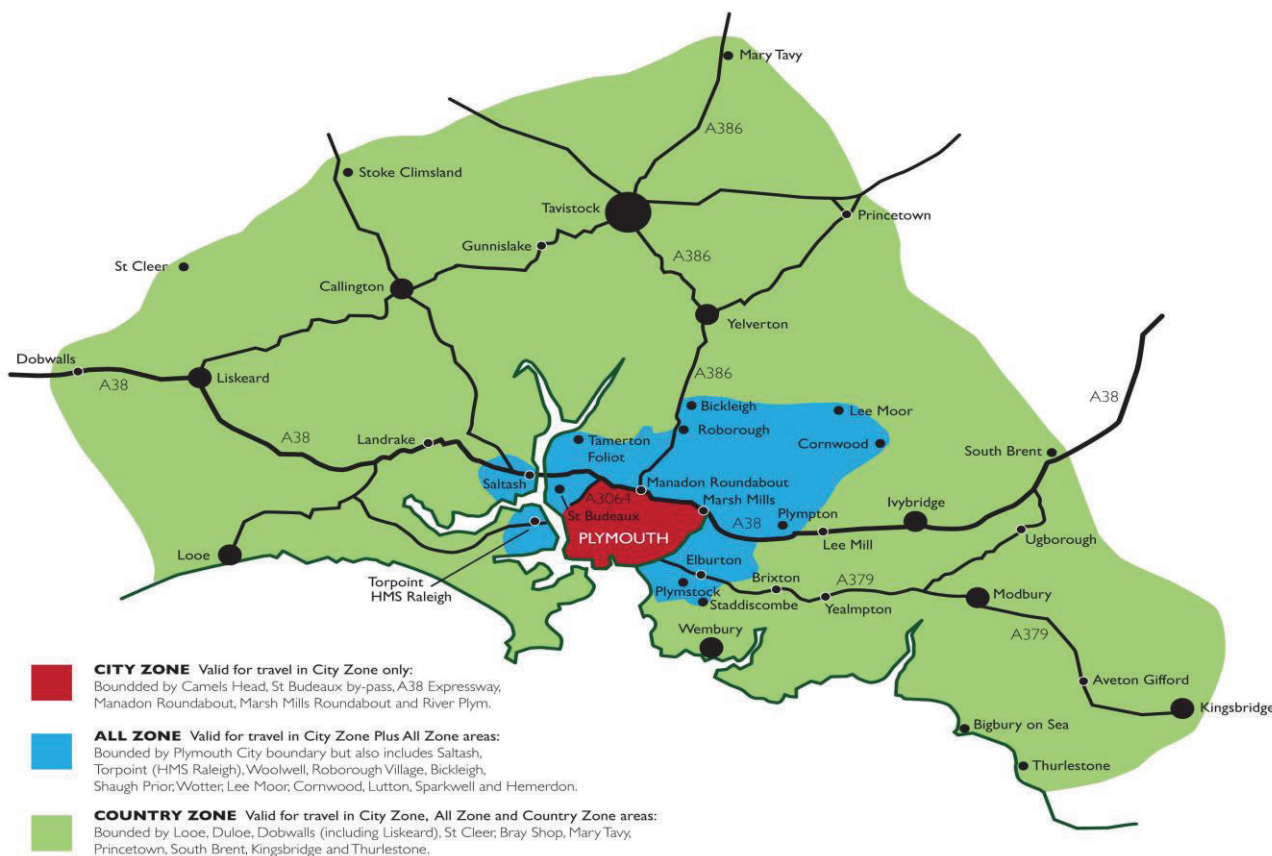 Mary Tavy
A386
Stoke Climsland
Tavistock
Princetown
Gunnislake
A386
St Cleer
Callington
Yelverton
Dobwalls
A38
Liskeard
A386
A38
Bickleigh
Lee Moor
A38
Landrake
Tamerton
Foliot
Roborough
Cornwood
South Brent
Saltash
Manadon Roundabout
A3064
Marsh Mills
St Budeaux
A38
Plympton
Ivybridge
PLYMOUTH
Lee Mill
Ugborough
Looe
Elburton
Torpoint
HMS Raleigh
Brixton
A379
Plymstock
Staddiscombe
Yealmpton
Modbury
Wembury
A379
Aveton Gifford
Kingsbridge
Bigbury on Sea
Thurlestone
CITY ZONE Valid for travel in City Zone only:
Boundded by Camels Head, St Budeaux by-pass, A38 Expressway,
Manadon Roundabout, Marsh Mills Roundabout and River Plym.
ALL ZONE Valid for travel in City Zone Plus All Zone areas:
Bounded by Plymouth City boundary but also includes Saltash,
Torpoint (HMS Raleigh), Woolwell, Roborough Village, Bickleigh,
Shaugh Prior, Wotter, Lee Moor, Cornwood, Lutton, Sparkwell and Hemerdon.
COUNTRY ZONE Valid for travel in City Zone, All Zone and Country Zone areas:
Bounded by Looe, Duloe, Dobwalls (including Liskeard), St Cleer, Bray Shop, Mary Tavy,
Princetown, South Brent, Kingsbridge and Thurlestone.